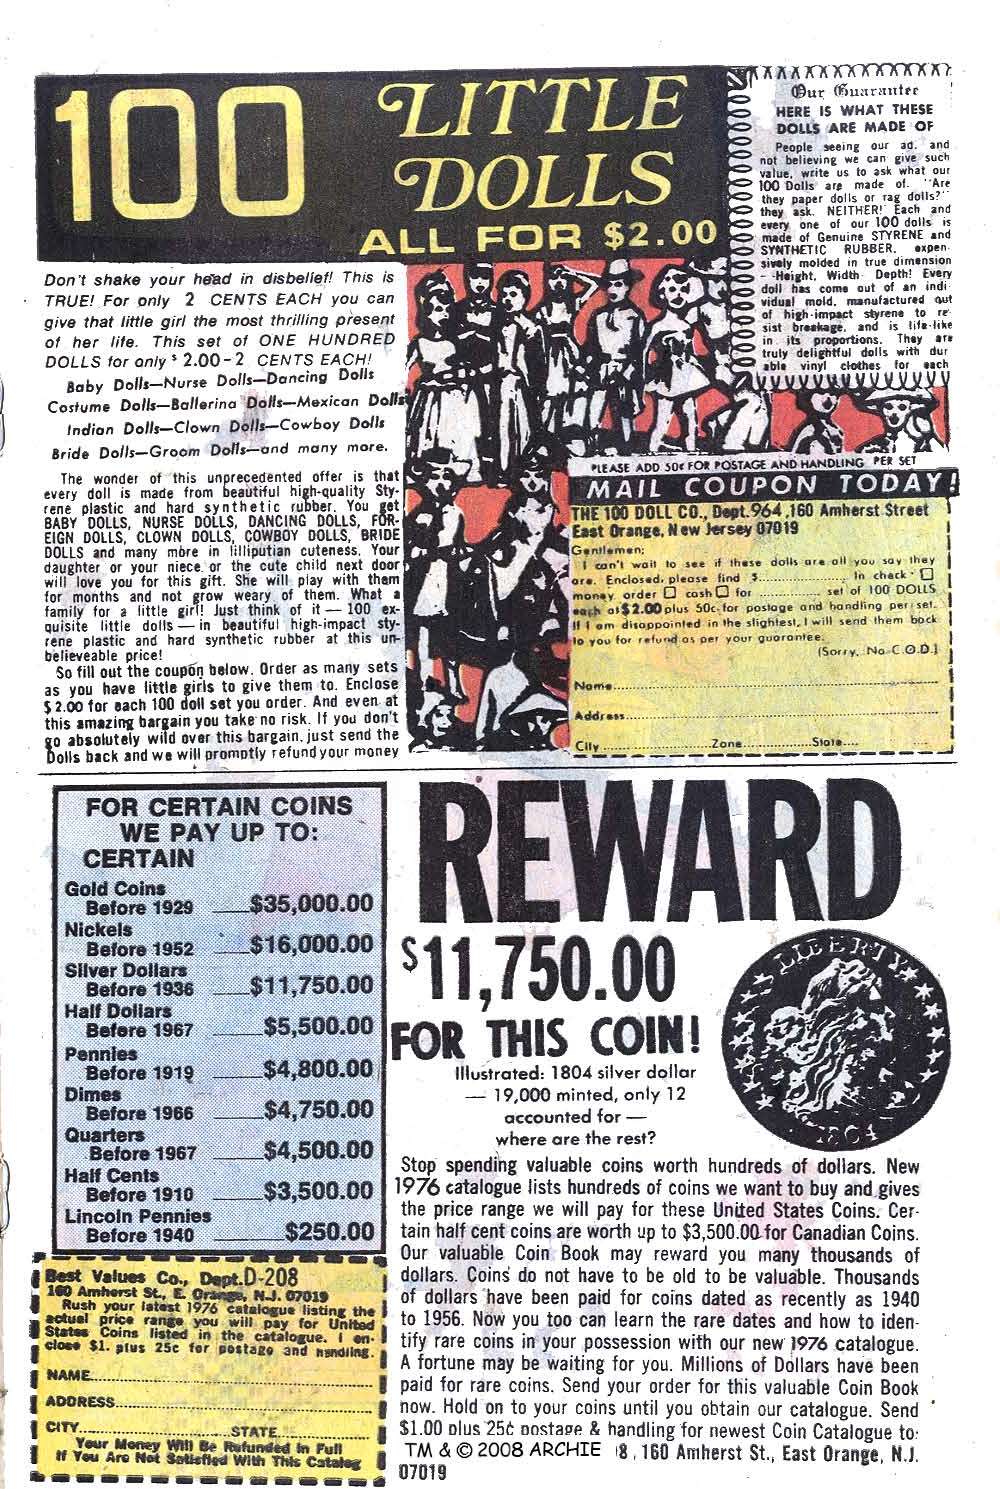 100
LITTLE
DOLLS
ALL FOR $2.00
Don't shake your head in disbelief! This is
TRUE! For only 2 CENTS EACH you can
give that little girl the most thrilling present
of her life. This set of ONE HUNDRED
DOLLS for only $2.00-2 CENTS EACH!
Baby Dolls—Nurse Dolls—Dancing Dolls
Costume Dolls—Ballerina Dolls—Mexican Dolls
Indian Dolls—Clown Dolls—Cowboy Dolls
Bride Dolls—Groom Dolls—and many more.
The wonder of this unprecedented offer is that
every doll is made from beautiful high-quality Sty-
rene plastic and hard synthetic rubber. You get
BABY DOLLS, NURSE DOLLS, DANCING DOLLS, FOR-
EIGN DOLLS, CLOWN DOLLS, COWBOY DOLLS, BRIDE
DOLLS and many more in lilliputian cuteness. Your
daughter or your niece or the cute child next door
will love you for this gift. She will play with them
for months and not grow weary of them. What a
family for a little girl! Just think of it — 100 ex-
quisite little dolls — in beautiful high-impact sty-
rene plastic and hard synthetic rubber at this un-
believeable price!
So fill out the coupon below. Order as many sets
as you have little girls to give them to. Enclose
$2.00 for each 100 doll set you order. And even at
this amazing bargain you take no risk. If you don't
go absolutely wild over this bargain, just send the
Dolls back and we will promptly refund your money
Our Guarantee
HERE IS WHAT THESE
DOLLS ARE MADE OF
People seeing our ad, and
not believing we can give such
value, write us to ask what our
100 Dolls are made of. "Are
they paper dolls or rag dolls?"
they ask. NEITHER! Each and
every one of our 100 dolls is
made of Genuine STYRENE and
SYNTHETIC RUBBER, expen-
sively molded in true dimension
-Height, Width Depth! Every
doll has come out of an indi-
vidual mold, manufactured out
of high-impact styrene to re-
sist breakage, and is life-like
in its proportions. They are
truly delightful dolls with dur
able vinyl clothes for each
PLEASE ADD 50¢ FOR POSTAGE AND HANDLING PER SET
MAIL COUPON TODAY!
THE 100 DOLL CO., Dept.964,160 Amherst Street
East Orange, New Jersey 07019
Gentlemen:
I can't wait to see if these dolls are all you say they
are. Enclosed, please find $.............. In check
money order cash for .............. set of 100 DOLLS
each at $2.00 plus 50c for postage and handling per set.
If I am disappointed in the slightest, I will send them back
to you for refund as per your guarantee.
(Sorry, No C.O.D.)
Name
Address
City Zone State
FOR CERTAIN COINS
WE PAY UP TO:
CERTAIN
Gold Coins
Before 1929 $35,000.00
Nickels
Before 1952 $16,000.00
Silver Dollars
Before 1936 $11,750.00
Half Dollars
Before 1967 $5,500.00
Pennies
Before 1919 $4,800.00
Dimes
Before 1966 $4,750.00
Quarters
Before 1967 $4,500.00
Half Cents
Before 1910 $3,500.00
Lincoln Pennies
Before 1940 $250.00
Best Values Co., Dept.D-208
160 Amherst St., E. Orange, N.J. 07019
Rush your latest 1976 catalogue listing the
actual price range you will pay for United
States Coins listed in the catalogue. I en-
close $1. plus 25c for postage and handling.
NAME
ADDRESS
CITY STATE
Your Money Will Be Refunded In Full
If You Are Not Satisfied With This Catalog
REWARD
$11,750.00
FOR THIS COIN!
LIBERTY
1804
Illustrated: 1804 silver dollar
— 19,000 minted, only 12
accounted for —
where are the rest?
Stop spending valuable coins worth hundreds of dollars. New
1976 catalogue lists hundreds of coins we want to buy and gives
the price range we will pay for these United States Coins. Cer-
tain half cent coins are worth up to $3,500.00 for Canadian Coins.
Our valuable Coin Book may reward you many thousands of
dollars. Coins do not have to be old to be valuable. Thousands
of dollars have been paid for coins dated as recently as 1940
to 1956. Now you too can learn the rare dates and how to iden-
tify rare coins in your possession with our new 1976 catalogue.
A fortune may be waiting for you. Millions of Dollars have been
paid for rare coins. Send your order for this valuable Coin Book
now. Hold on to your coins until you obtain our catalogue. Send
$1.00 plus 25¢ postage & handling for newest Coin Catalogue to:
TM & © 2008 ARCHIE 8, 160 Amherst St., East Orange, N.J.
07019